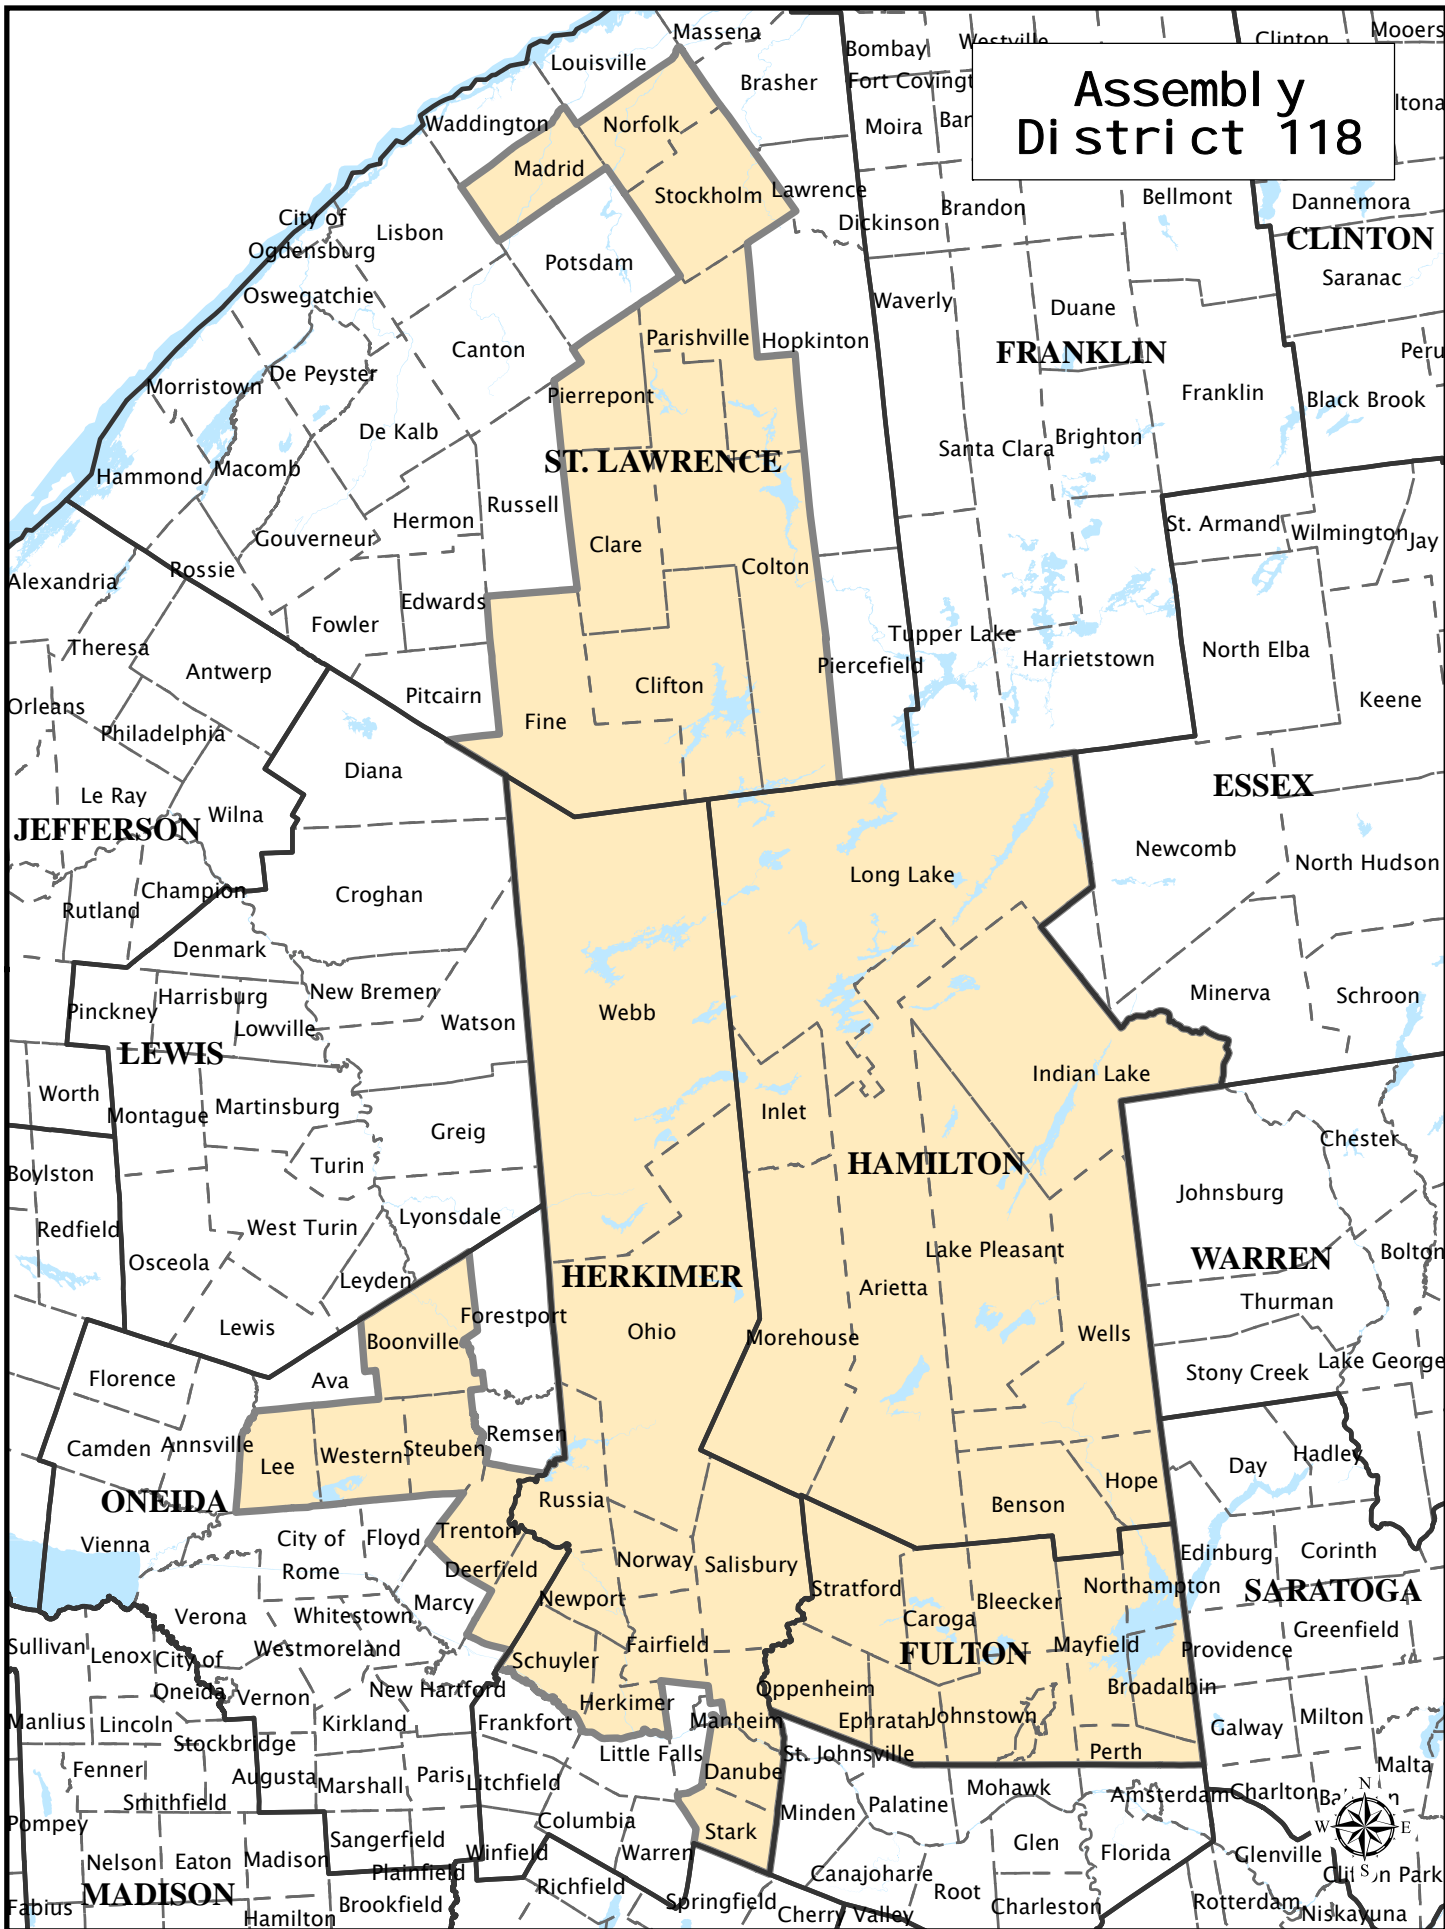 Assembly
District 118
Massena
Louisville
Bombay
Westville
Clinton
Mooers
Brasher
Fort Covingt
ltona
Waddington
Norfolk
Moira
Ban
Madrid
Stockholm
Lawrence
Dickinson
Brandon
Bellmont
Dannemora
City of
Ogdensburg
Lisbon
CLINTON
Potsdam
Saranac
Oswegatchie
Waverly
Duane
Parishville
Hopkinton
Canton
FRANKLIN
Peru
De Peyster
Morristown
Pierrepont
Franklin
Black Brook
De Kalb
Santa Clara
Brighton
ST. LAWRENCE
Hammond
Macomb
Russell
Hermon
St. Armand
Wilmington
Jay
Gouverneur
Clare
Colton
Rossie
Alexandria
Edwards
Fowler
Tupper Lake
Theresa
North Elba
Antwerp
Piercefield
Harrietstown
Clifton
Pitcairn
Keene
Orleans
Fine
Philadelphia
Diana
ESSEX
Le Ray
Wilna
JEFFERSON
Newcomb
North Hudson
Long Lake
Champion
Croghan
Rutland
Denmark
New Bremen
Minerva
Schroon
Pinckney
Harrisburg
Webb
Watson
Lowville
LEWIS
Indian Lake
Worth
Montague
Martinsburg
Inlet
Greig
Chester
Turin
HAMILTON
Boylston
Johnsburg
Lyonsdale
Redfield
West Turin
Lake Pleasant
Bolton
WARREN
Osceola
Leyden
HERKIMER
Arietta
Thurman
Forestport
Lewis
Ohio
Morehouse
Wells
Boonville
Lake George
Florence
Ava
Stony Creek
Remsen
Camden
Annsville
Steuben
Western
Lee
Hadley
Day
Hope
ONEIDA
Russia
Benson
Trenton
City of
Rome
Floyd
Vienna
Edinburg
Corinth
Deerfield
Norway
Salisbury
Stratford
Northampton
SARATOGA
Newport
Marcy
Bleecker
Caroga
Verona
Whitestown
Greenfield
Fairfield
FULTON
Mayfield
Providence
Sullivan
Lenox
City of
Oneida
Westmoreland
Schuyler
Vernon
New Hartford
Herkimer
Oppenheim
Broadalbin
Manlius
Lincoln
Kirkland
Frankfort
Manheim
Ephratah
Johnstown
Galway
Milton
Stockbridge
Little Falls
St. Johnsville
Perth
Fenner
Augusta
Marshall
Paris
Litchfield
Danube
Malta
Smithfield
Mohawk
Amsterdam
Charlton
N
Pompey
Columbia
Minden
Palatine
W
E
Sangerfield
Stark
Glen
Florida
Glenville
Nelson
Eaton
Madison
Plainfield
Winfield
Warren
Canajoharie
S
MADISON
Richfield
Root
Fabius
Hamilton
Brookfield
Springfield
Cherry Valley
Charleston
Rotterdam
Niskayuna